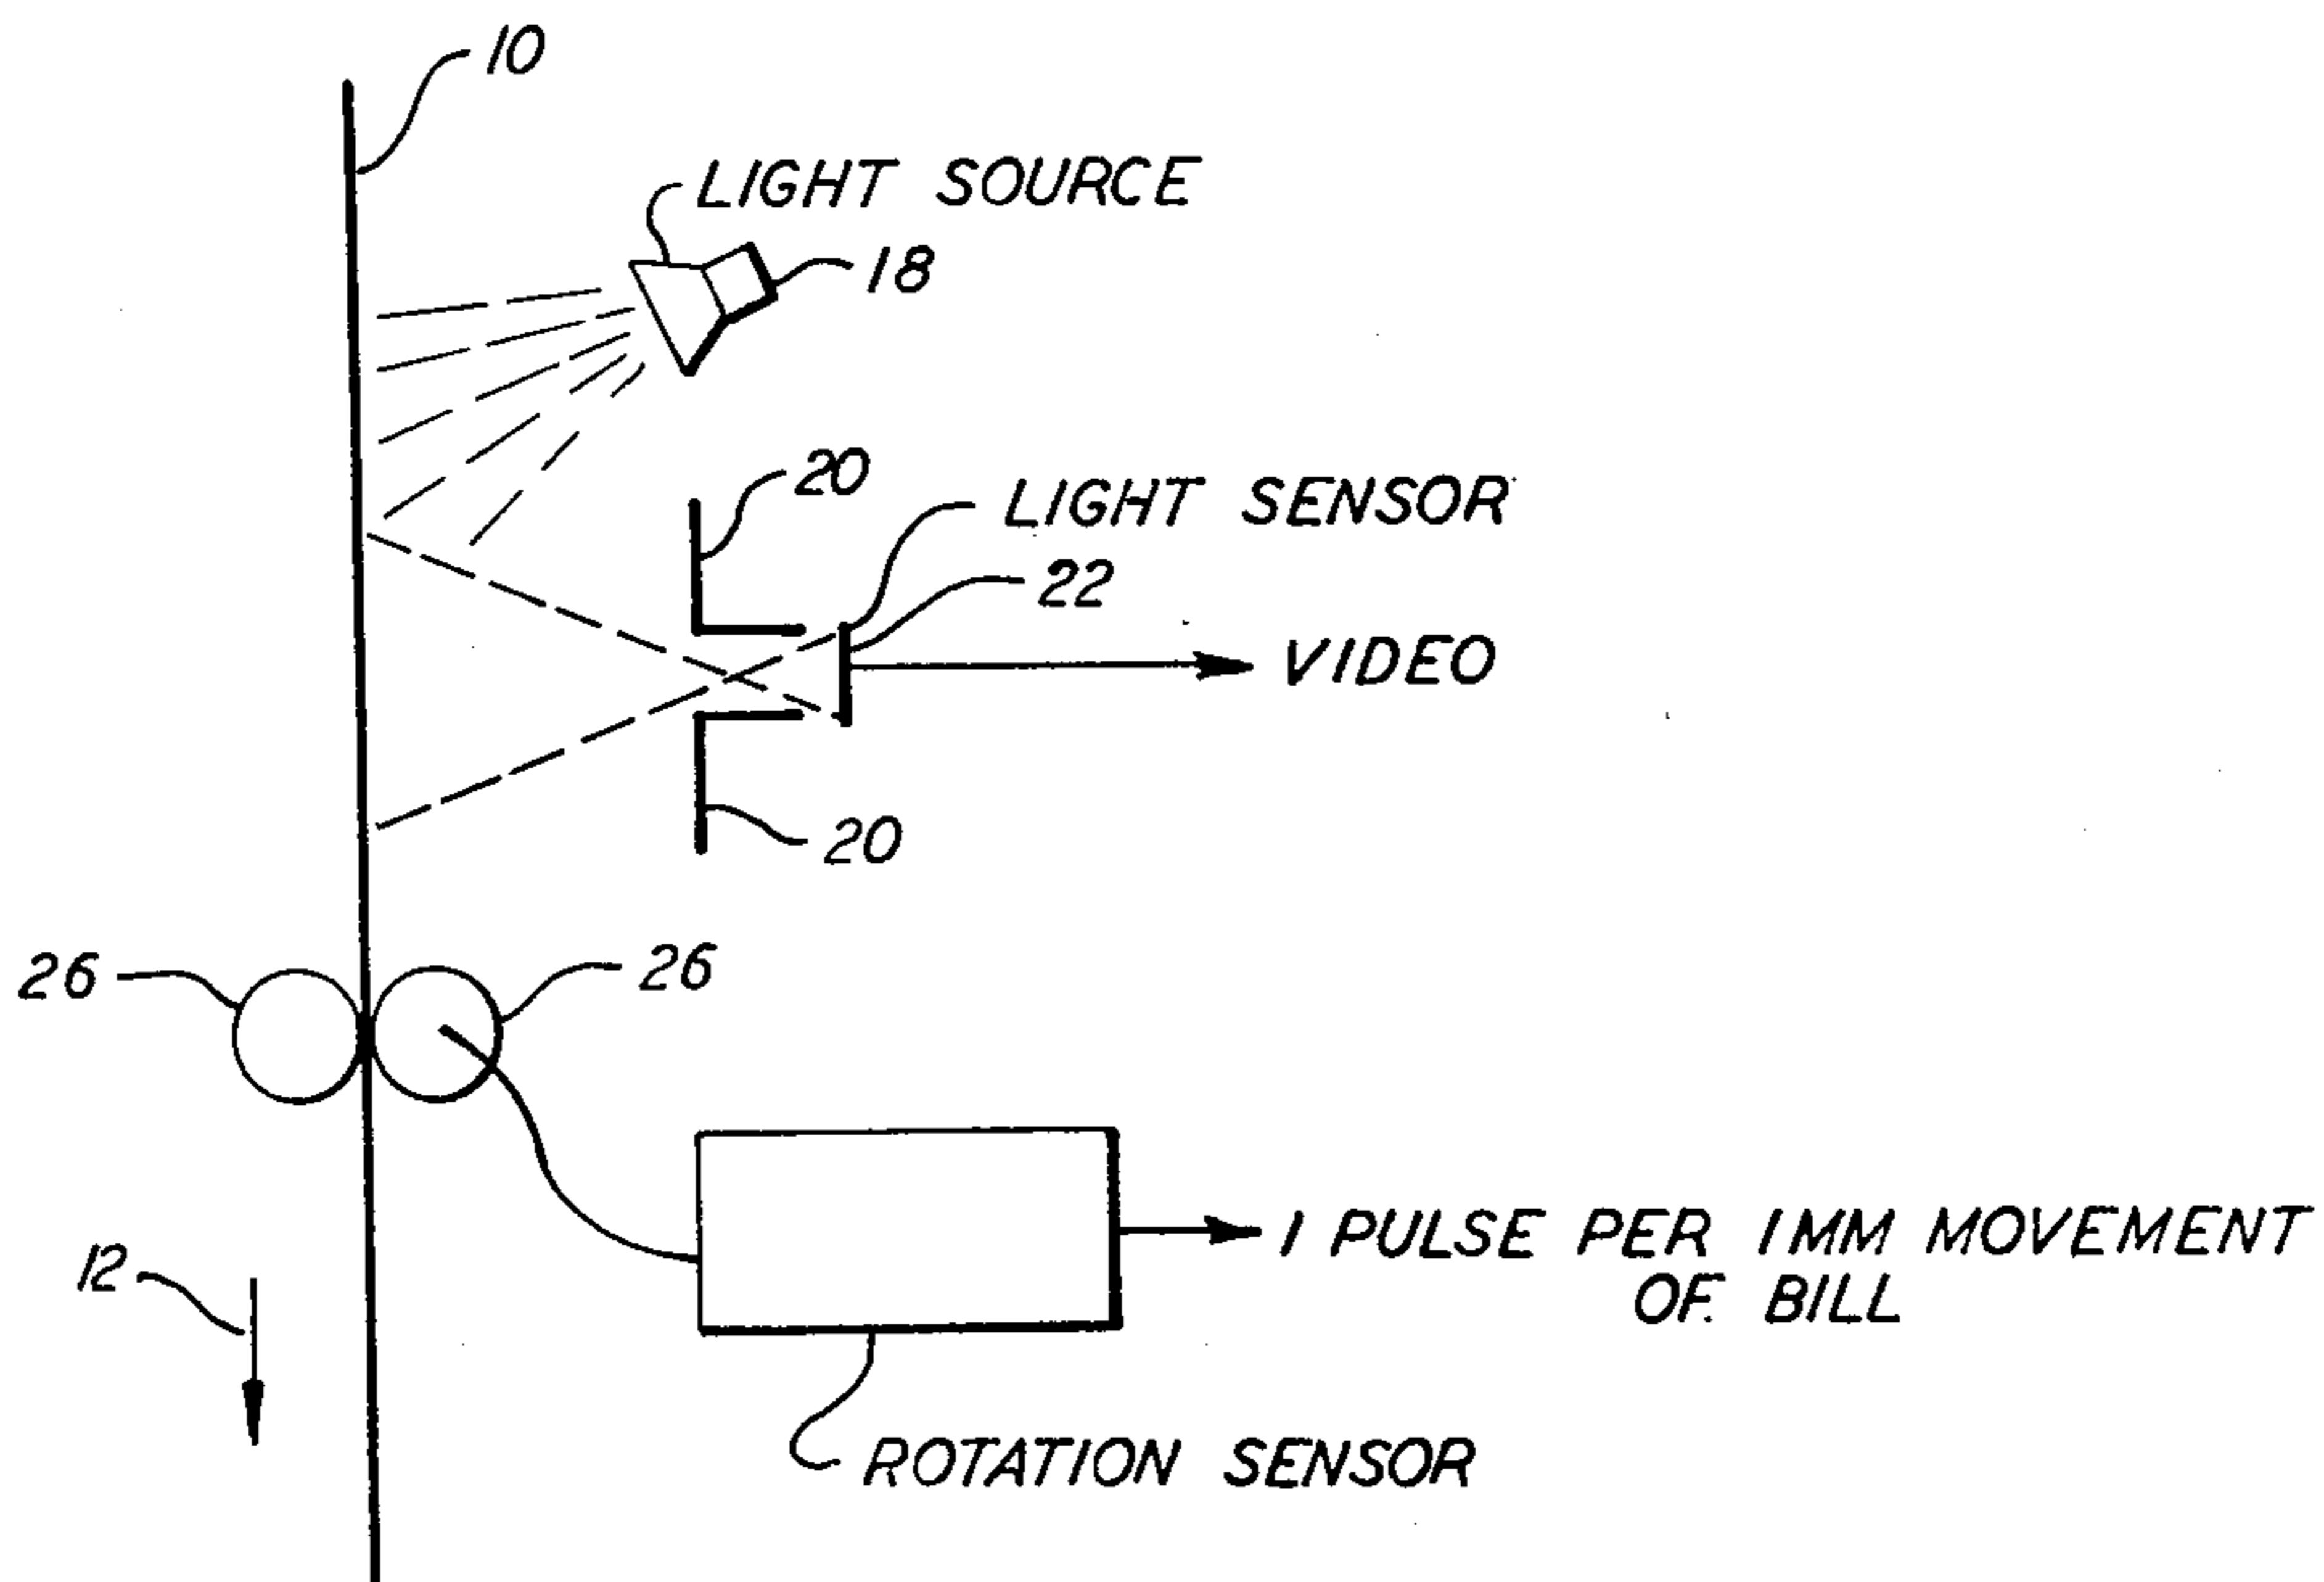 10
LIGHT SOURCE
18
20
LIGHT SENSOR
22
VIDEO
20
26
26
12
1 PULSE PER 1MM MOVEMENT
OF BILL
ROTATION SENSOR